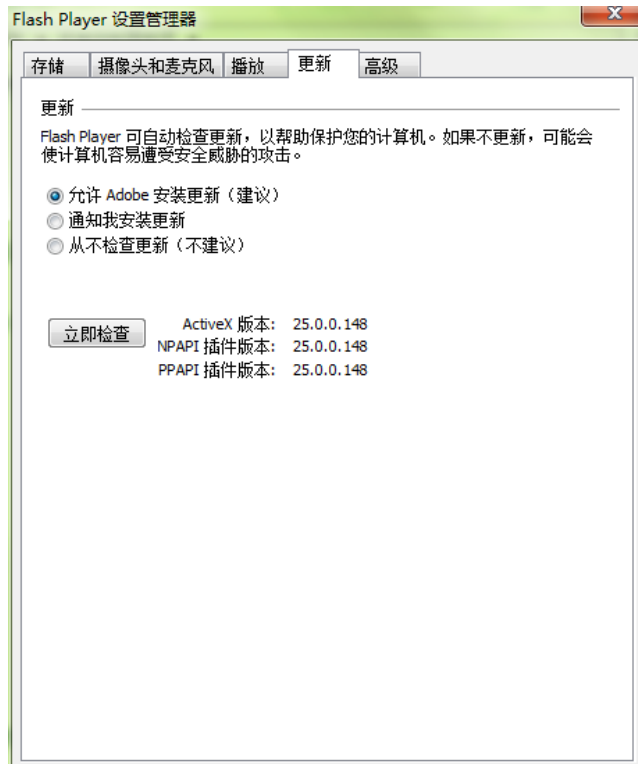 Flash Player 设置管理器
存储 摄像头和麦克风 播放 更新 高级
更新
Flash Player 可自动检查更新，以帮助保护您的计算机。如果不更新，可能会
使计算机容易遭受安全威胁的攻击。
允许 Adobe 安装更新（建议）
通知我安装更新
从不检查更新（不建议）
立即检查
ActiveX 版本: 25.0.0.148
NPAPI 插件版本: 25.0.0.148
PPAPI 插件版本: 25.0.0.148